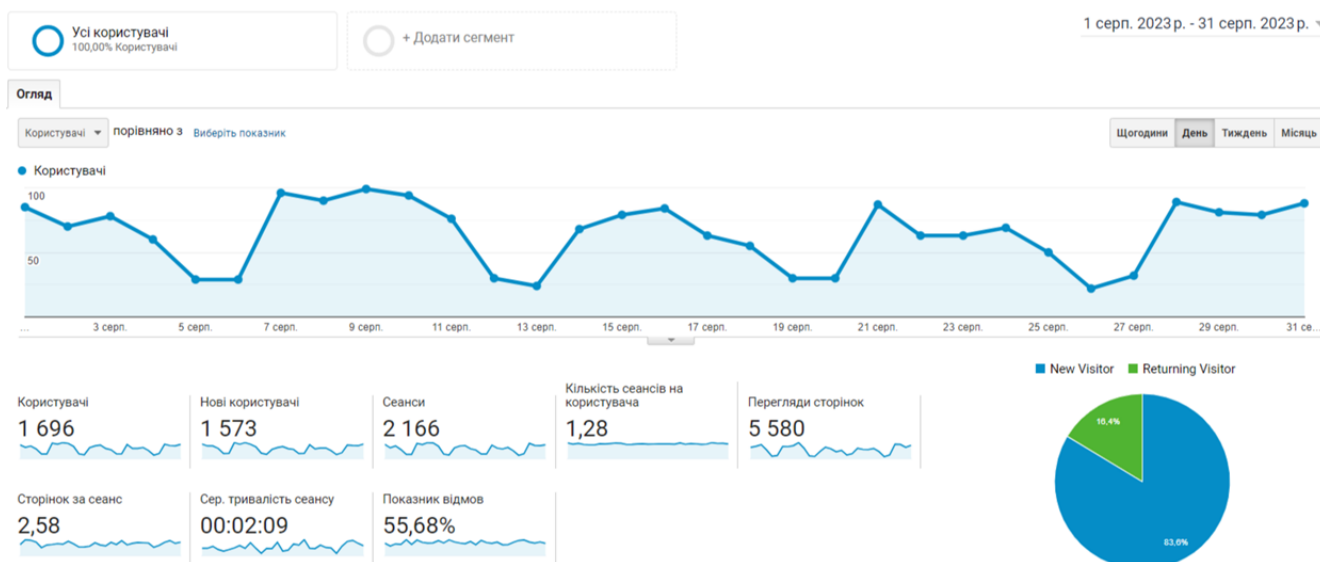 Усі користувачі
100,00% Користувачі
+ Додати сегмент
1 серп. 2023 р. - 31 серп. 2023 р.
Огляд
Користувачі порівняно з Виберіть показник
Щогодини День Тиждень Місяць
Користувачі
100
50
... 3 серп. 5 серп. 7 серп. 9 серп. 11 серп. 13 серп. 15 серп. 17 серп. 19 серп. 21 серп. 23 серп. 25 серп. 27 серп. 29 серп. 31 се...
New Visitor Returning Visitor
Користувачі
1 696
Нові користувачі
1 573
Сеанси
2 166
Кількість сеансів на
користувача
1,28
Перегляди сторінок
5 580
Сторінок за сеанс
2,58
Сер. тривалість сеансу
00:02:09
Показник відмов
55,68%
16,4%
83,6%